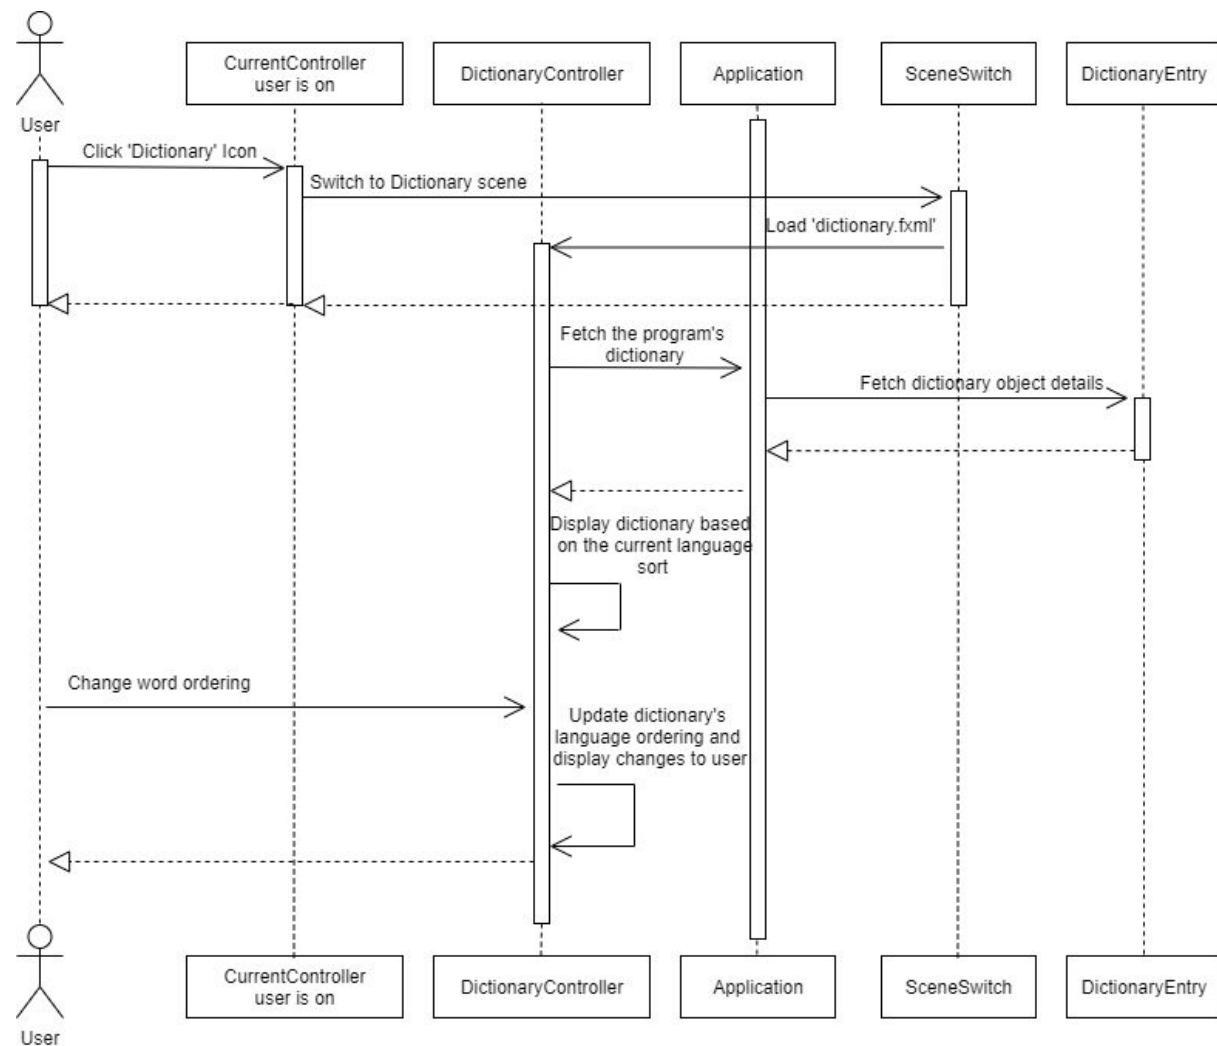 User
CurrentController
user is on
DictionaryController
Application
SceneSwitch
DictionaryEntry
Click 'Dictionary' Icon
Switch to Dictionary scene
Load 'dictionary.fxml'
Fetch the program's
dictionary
Fetch dictionary object details
Display dictionary based
on the current language
sort
Change word ordering
Update dictionary's
language ordering and
display changes to user
User
CurrentController
user is on
DictionaryController
Application
SceneSwitch
DictionaryEntry